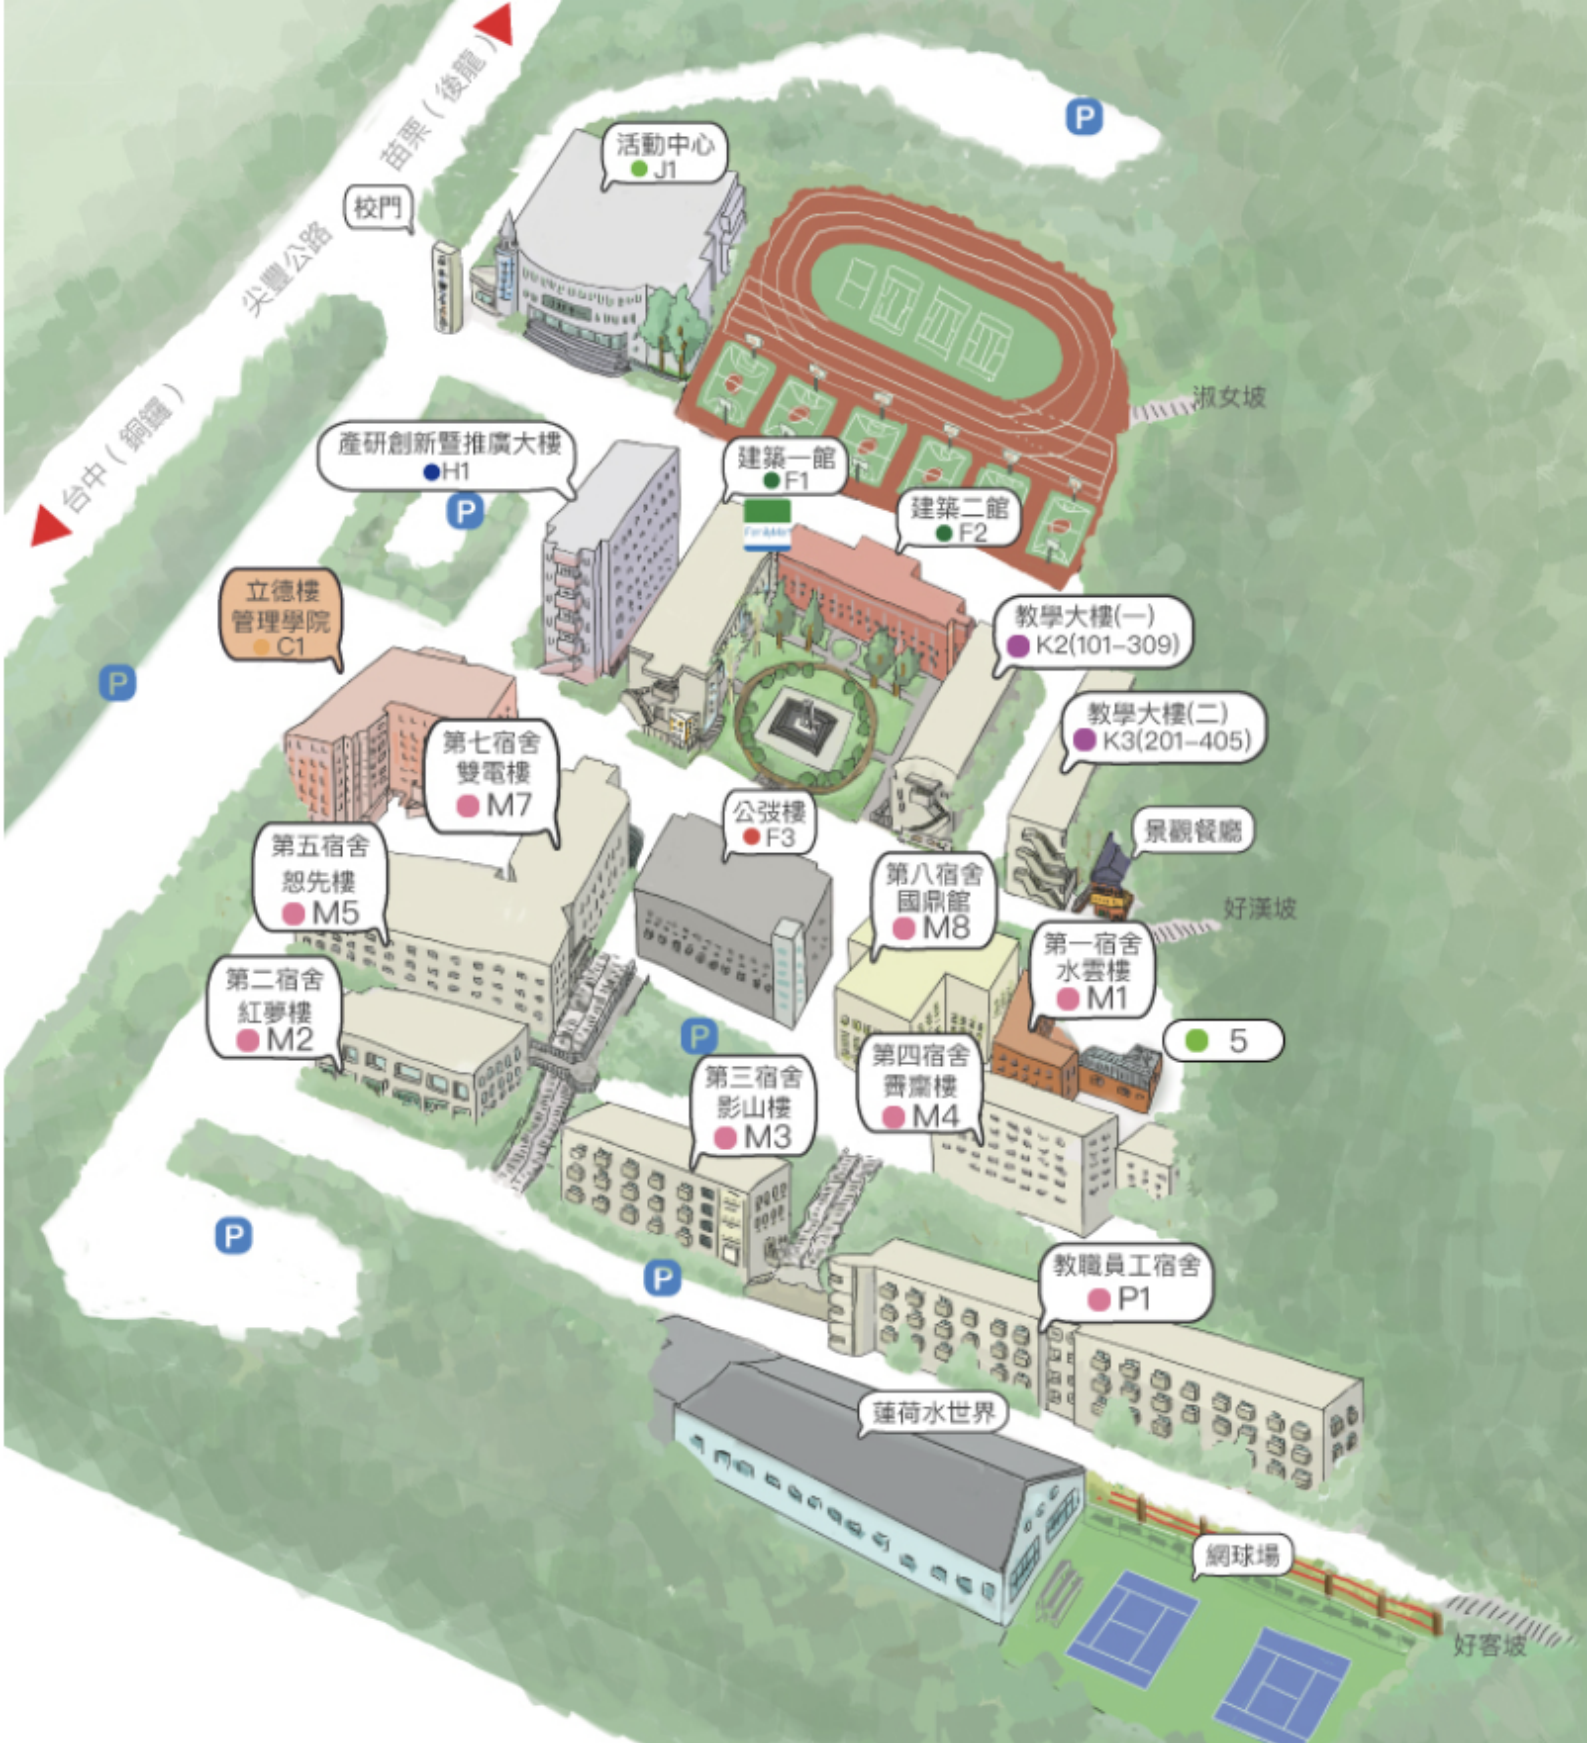 苗栗(後龍)
尖豐公路
台中(銅鑼)
P
活動中心
J1
校門
淑女坡
產研創新暨推廣大樓
H1
P
建築一館
F1
FamilyMart
建築二館
F2
立德樓
管理學院
C1
教學大樓(一)
K2(101-309)
P
教學大樓(二)
K3(201-405)
第七宿舍
雙電樓
M7
公弢樓
F3
景觀餐廳
第五宿舍
恕先樓
M5
第八宿舍
國鼎館
M8
好漢坡
第一宿舍
水雲樓
M1
第二宿舍
紅夢樓
M2
P
5
第四宿舍
霽齋樓
M4
第三宿舍
影山樓
M3
P
P
教職員工宿舍
P1
蓮荷水世界
網球場
好客坡